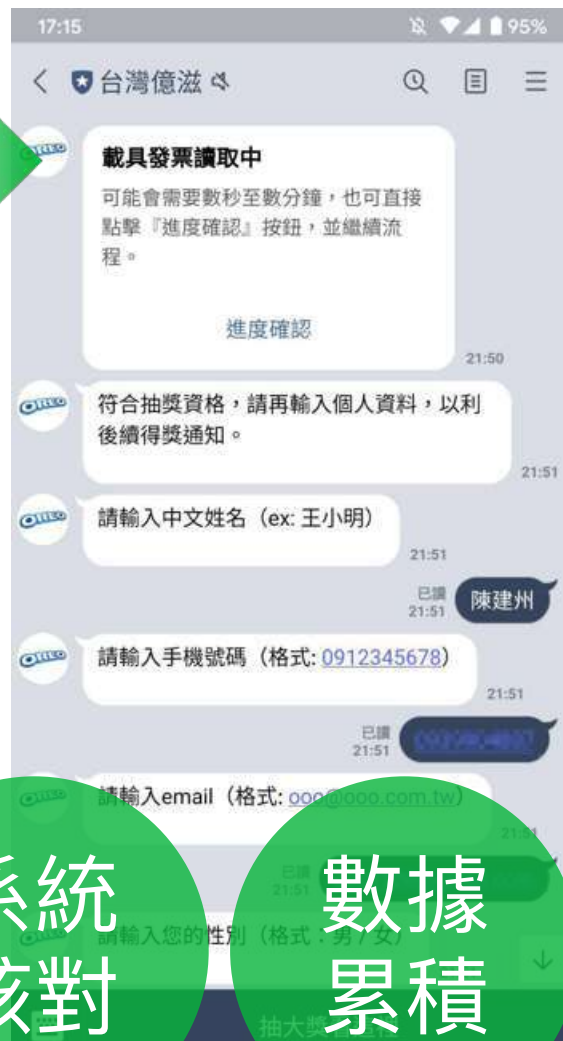 17:15
95%
台灣億滋
載具發票讀取中
可能會需要數秒至數分鐘，也可直接
點擊『進度確認』按鈕，並繼續流
程。
進度確認
21:50
OREO
符合抽獎資格，請再輸入個人資料，以利
後續得獎通知。
21:51
OREO
請輸入中文姓名（ex: 王小明）
21:51
已讀
21:51
陳建州
OREO
請輸入手機號碼（格式: 0912345678）
21:51
已讀
21:51
請輸入email（格式: ooo@ooo.com.tw）
21:51
已讀
21:51
請輸入您的性別（格式：男 / 女）
系統
核對
數據
累積